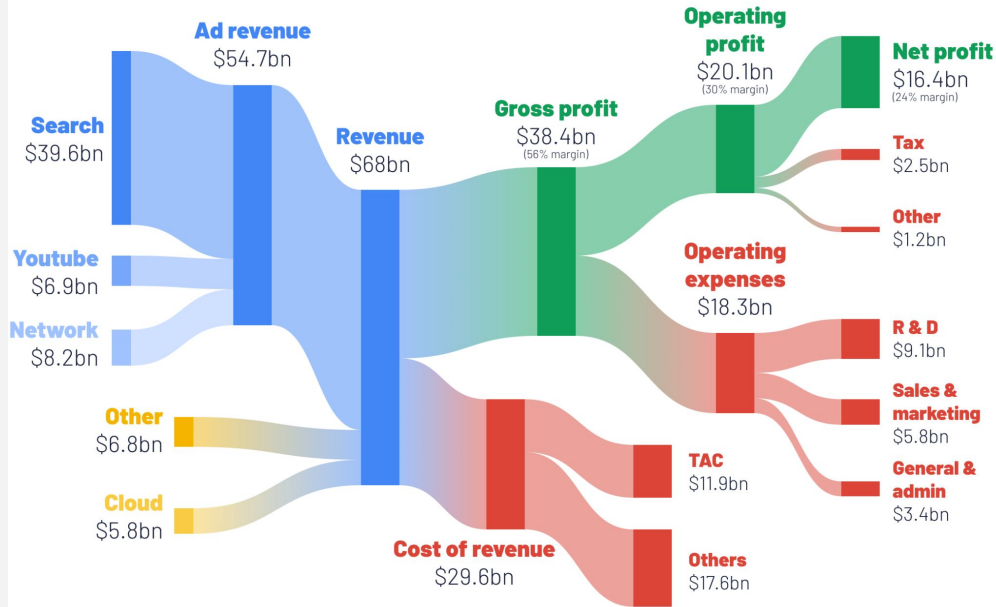 Ad revenue
$54.7bn
Search
$39.6bn
Youtube
$6.9bn
Network
$8.2bn
Other
$6.8bn
Cloud
$5.8bn
Revenue
$68bn
Gross profit
$38.4bn
(56% margin)
Cost of revenue
$29.6bn
Operating
profit
$20.1bn
(30% margin)
Operating
expenses
$18.3bn
TAC
$11.9bn
Others
$17.6bn
Net profit
$16.4bn
(24% margin)
Tax
$2.5bn
Other
$1.2bn
R & D
$9.1bn
Sales &
marketing
$5.8bn
General &
admin
$3.4bn